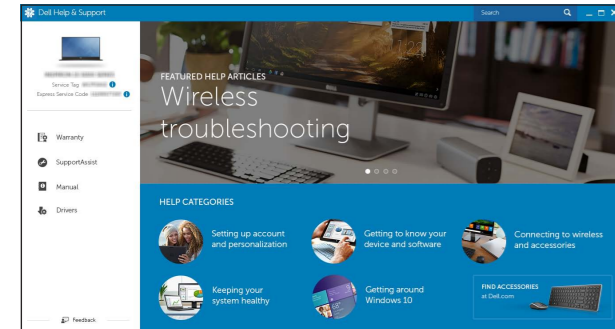 Dell Help & Support
Search
Service Tag
Express Service Code
Warranty
SupportAssist
Manual
Drivers
Feedback
FEATURED HELP ARTICLES
Wireless
troubleshooting
HELP CATEGORIES
Setting up account
and personalization
Getting to know your
device and software
Connecting to wireless
and accessories
Keeping your
system healthy
Getting around
Windows 10
FIND ACCESSORIES
at Dell.com